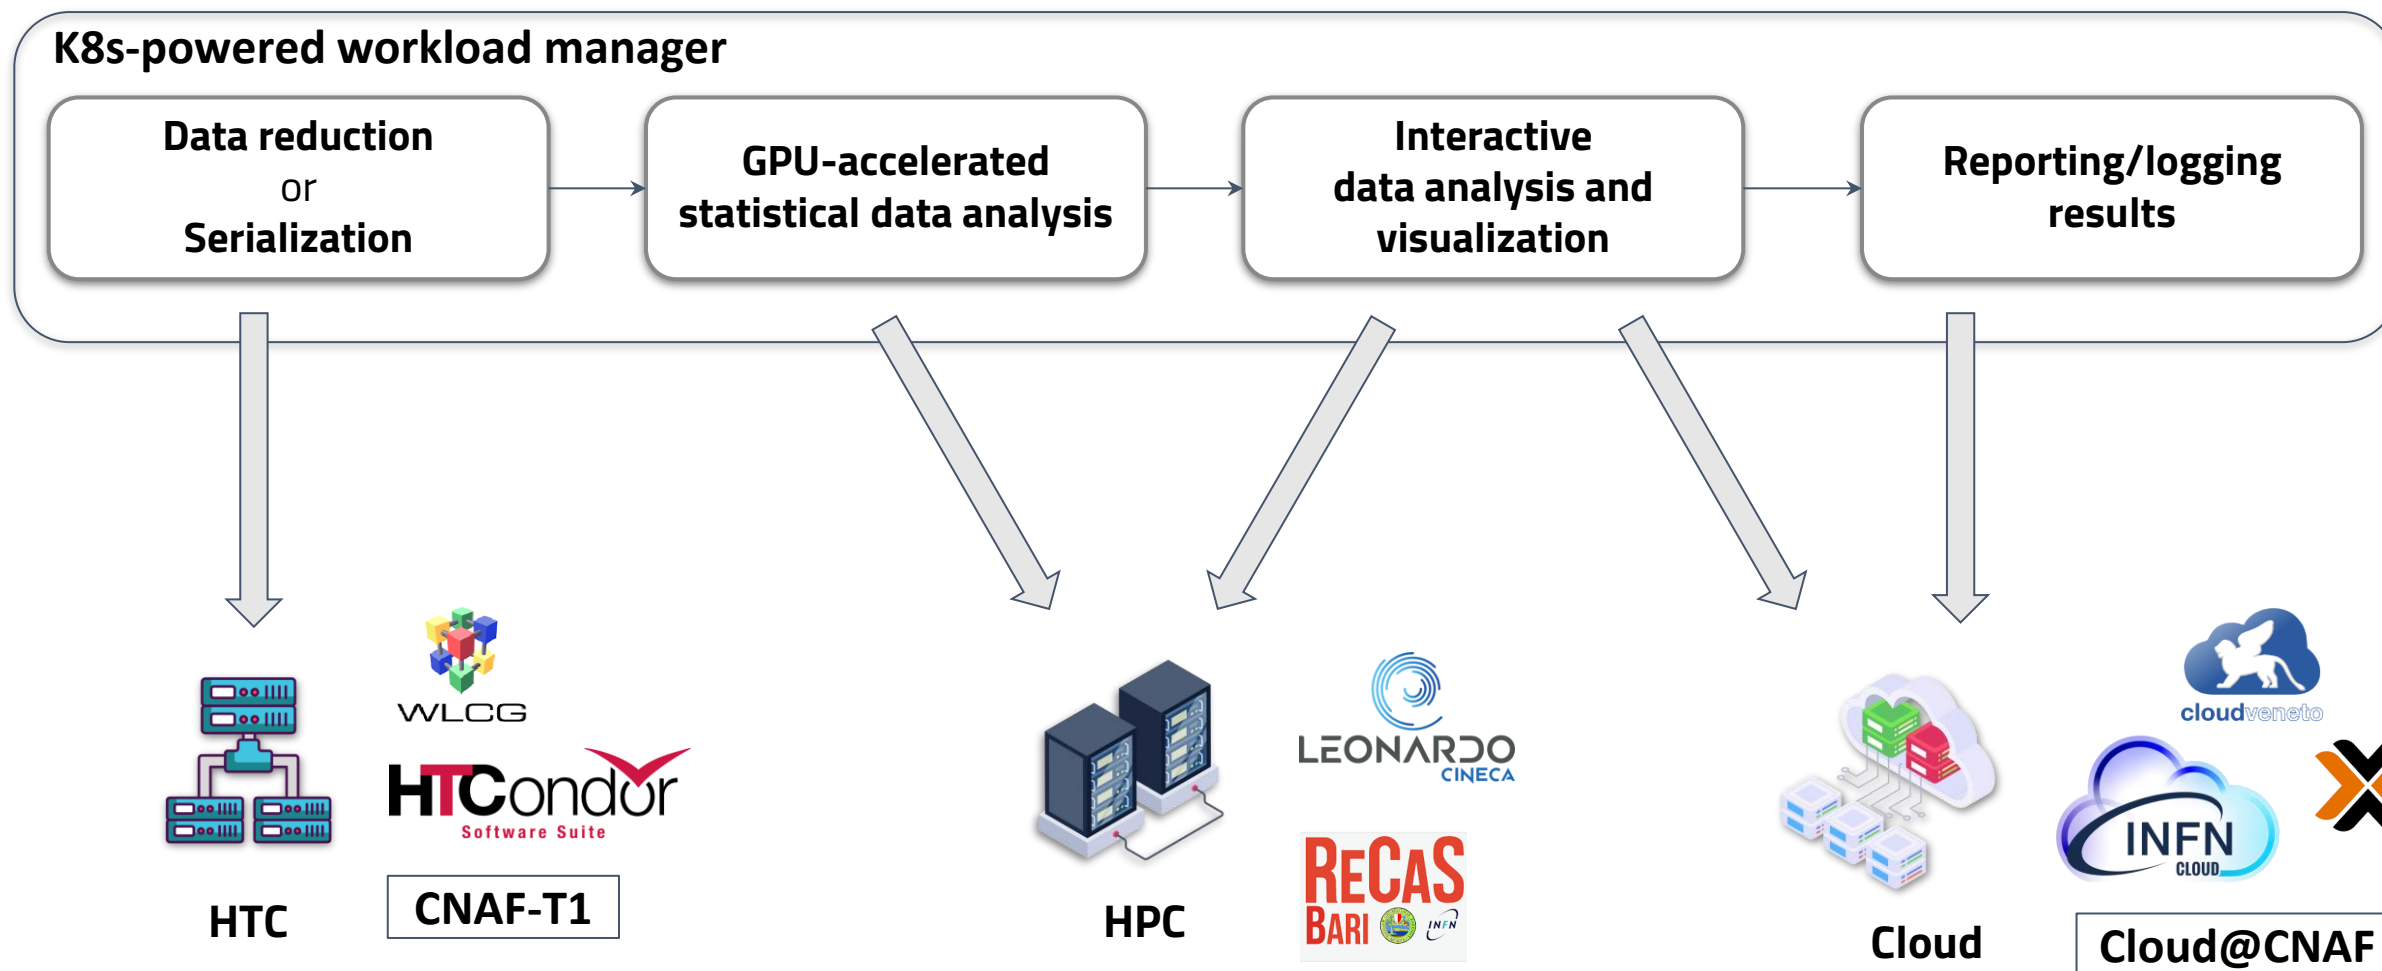 K8s-powered workload manager
Data reduction
or
Serialization
GPU-accelerated
statistical data analysis
Interactive
data analysis and
visualization
Reporting/logging
results
WLCG
HTCondor
Software Suite
CNAF-T1
HTC
LEONARDO
CINECA
RECAS
BARI
INFN
HPC
cloudveneto
INFN
CLOUD
Cloud
Cloud@CNAF